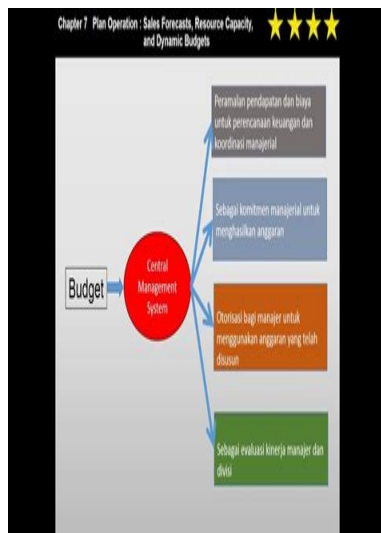 Chapter 7 Plan Operation : Sales Forecasts, Resource Capacity,
and Dynamic Budgets
Peramalan pendapatan dan biaya
untuk perencanaan keuangan dan
koordinasi manajerial
Sebagai komitmen manajerial untuk
menghasilkan anggaran
Budget
Central
Management
System
Otorisasi bagi manajer untuk
menggunakan anggaran yang telah
disusun
Sebagai evaluasi kinerja manajer dan
divisi